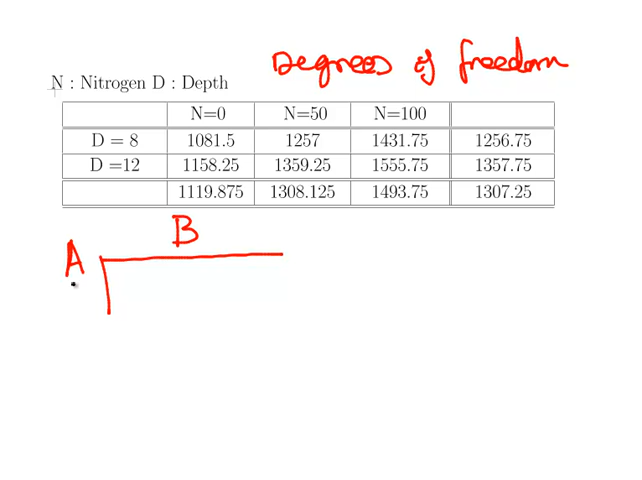 Degrees of freedom
N : Nitrogen D : Depth
N=0 N=50 N=100
D = 8 1081.5 1257 1431.75 1256.75
D =12 1158.25 1359.25 1555.75 1357.75
1119.875 1308.125 1493.75 1307.25
B
A